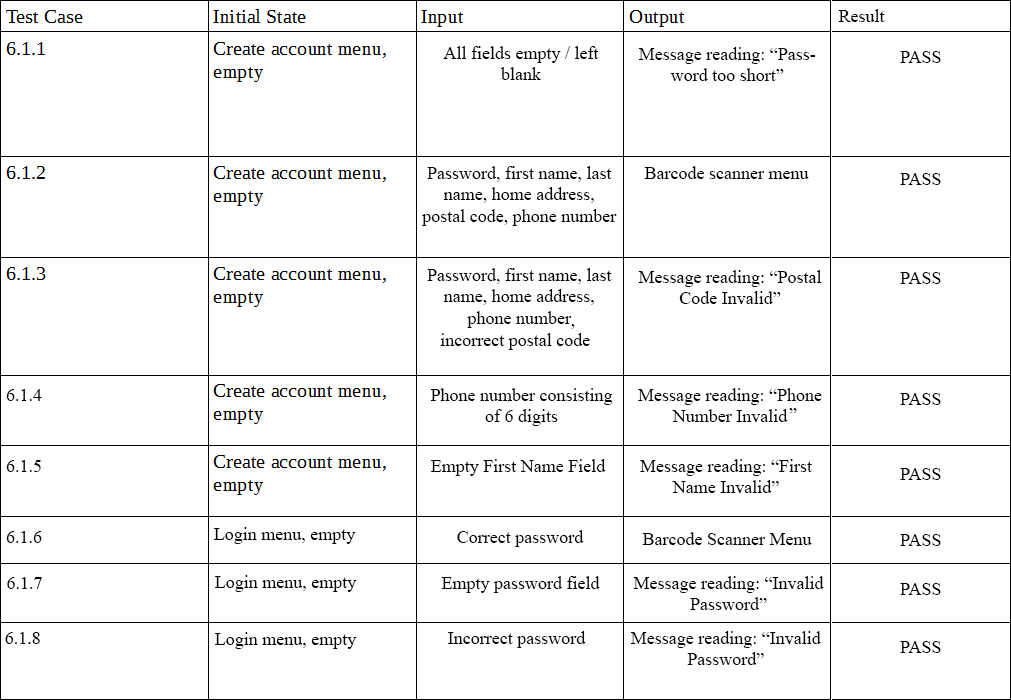 Test Case Initial State Input Output Result
6.1.1 Create account menu, All fields empty / left Message reading: “Pass- PASS
empty blank word too short”
6.1.2 Create account menu, Password, first name, last Barcode scanner menu PASS
empty name, home address,
postal code, phone number
6.1.3 Create account menu, Password, first name, last Message reading: “Postal PASS
empty name, home address, Code Invalid”
phone number,
incorrect postal code
6.1.4 Create account menu, Phone number consisting Message reading: “Phone PASS
empty of 6 digits Number Invalid”
6.1.5 Create account menu, Empty First Name Field Message reading: “First PASS
empty Name Invalid”
6.1.6 Login menu, empty Correct password Barcode Scanner Menu PASS
6.1.7 Login menu, empty Empty password field Message reading: “Invalid PASS
Password”
6.1.8 Login menu, empty Incorrect password Message reading: “Invalid PASS
Password”